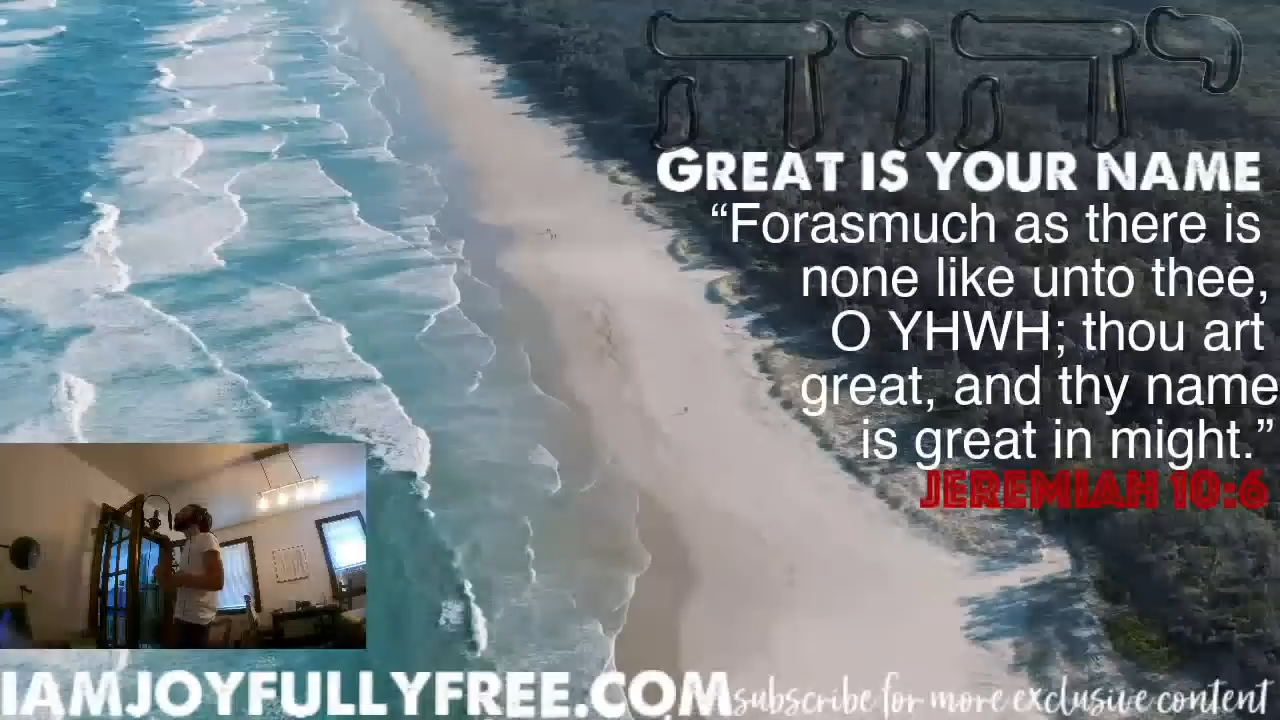 יהוה
GREAT IS YOUR NAME
“Forasmuch as there is
none like unto thee,
O YHWH; thou art
great, and thy name
is great in might.”
JEREMIAH 10:6
IAMJOYFULLYFREE.COM subscribe for more exclusive content